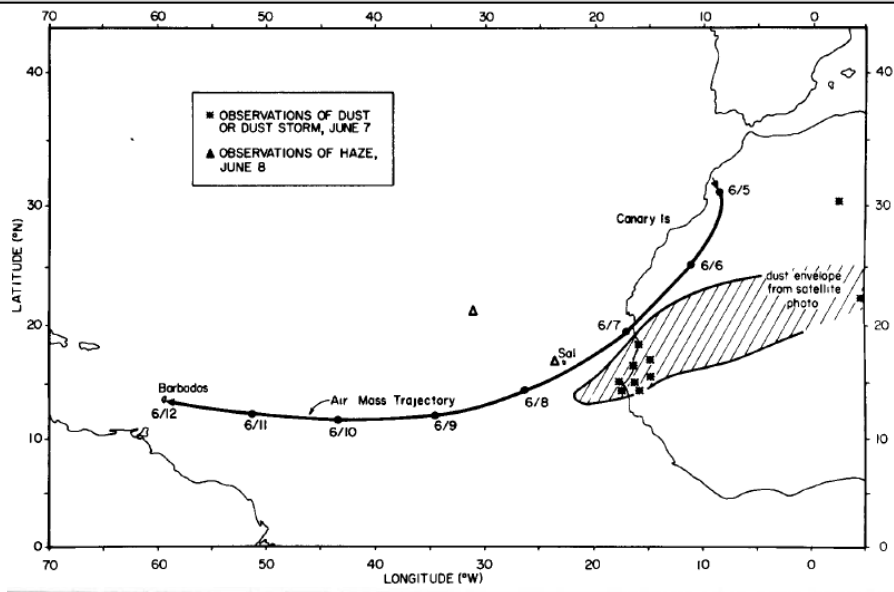 70 60 50 40 30 20 10 0
40 40
* OBSERVATIONS OF DUST
OR DUST STORM, JUNE 7
△ OBSERVATIONS OF HAZE,
JUNE 8
30 30
6/5
Canary Is
6/6
dust envelope
from satellite
photo
20 20
6/7
Sal
Barbados
6/12
Air Mass Trajectory
6/8
6/11
6/10
6/9
10 10
0 0
70 60 50 40 30 20 10 0
LATITUDE (°N)
LONGITUDE (°W)